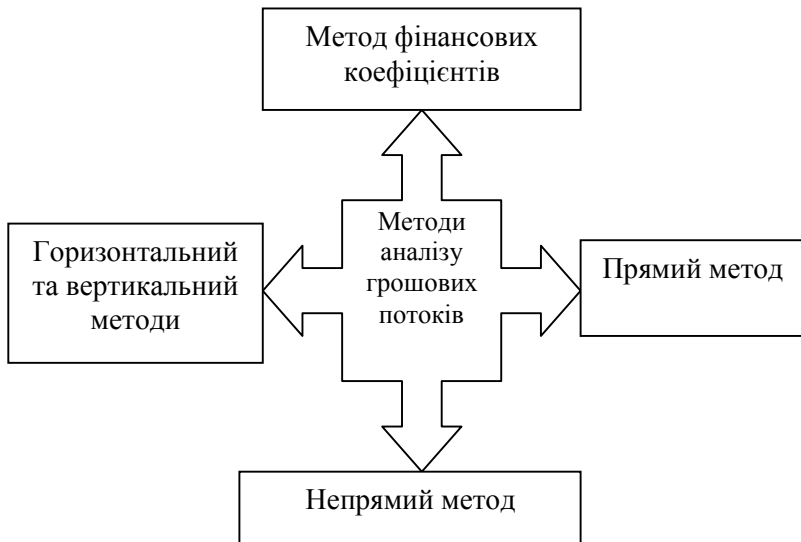 Метод фінансових
коефіцієнтів
Методи
аналізу
грошових
потоків
Горизонтальний
та вертикальний
методи
Прямий метод
Непрямий метод